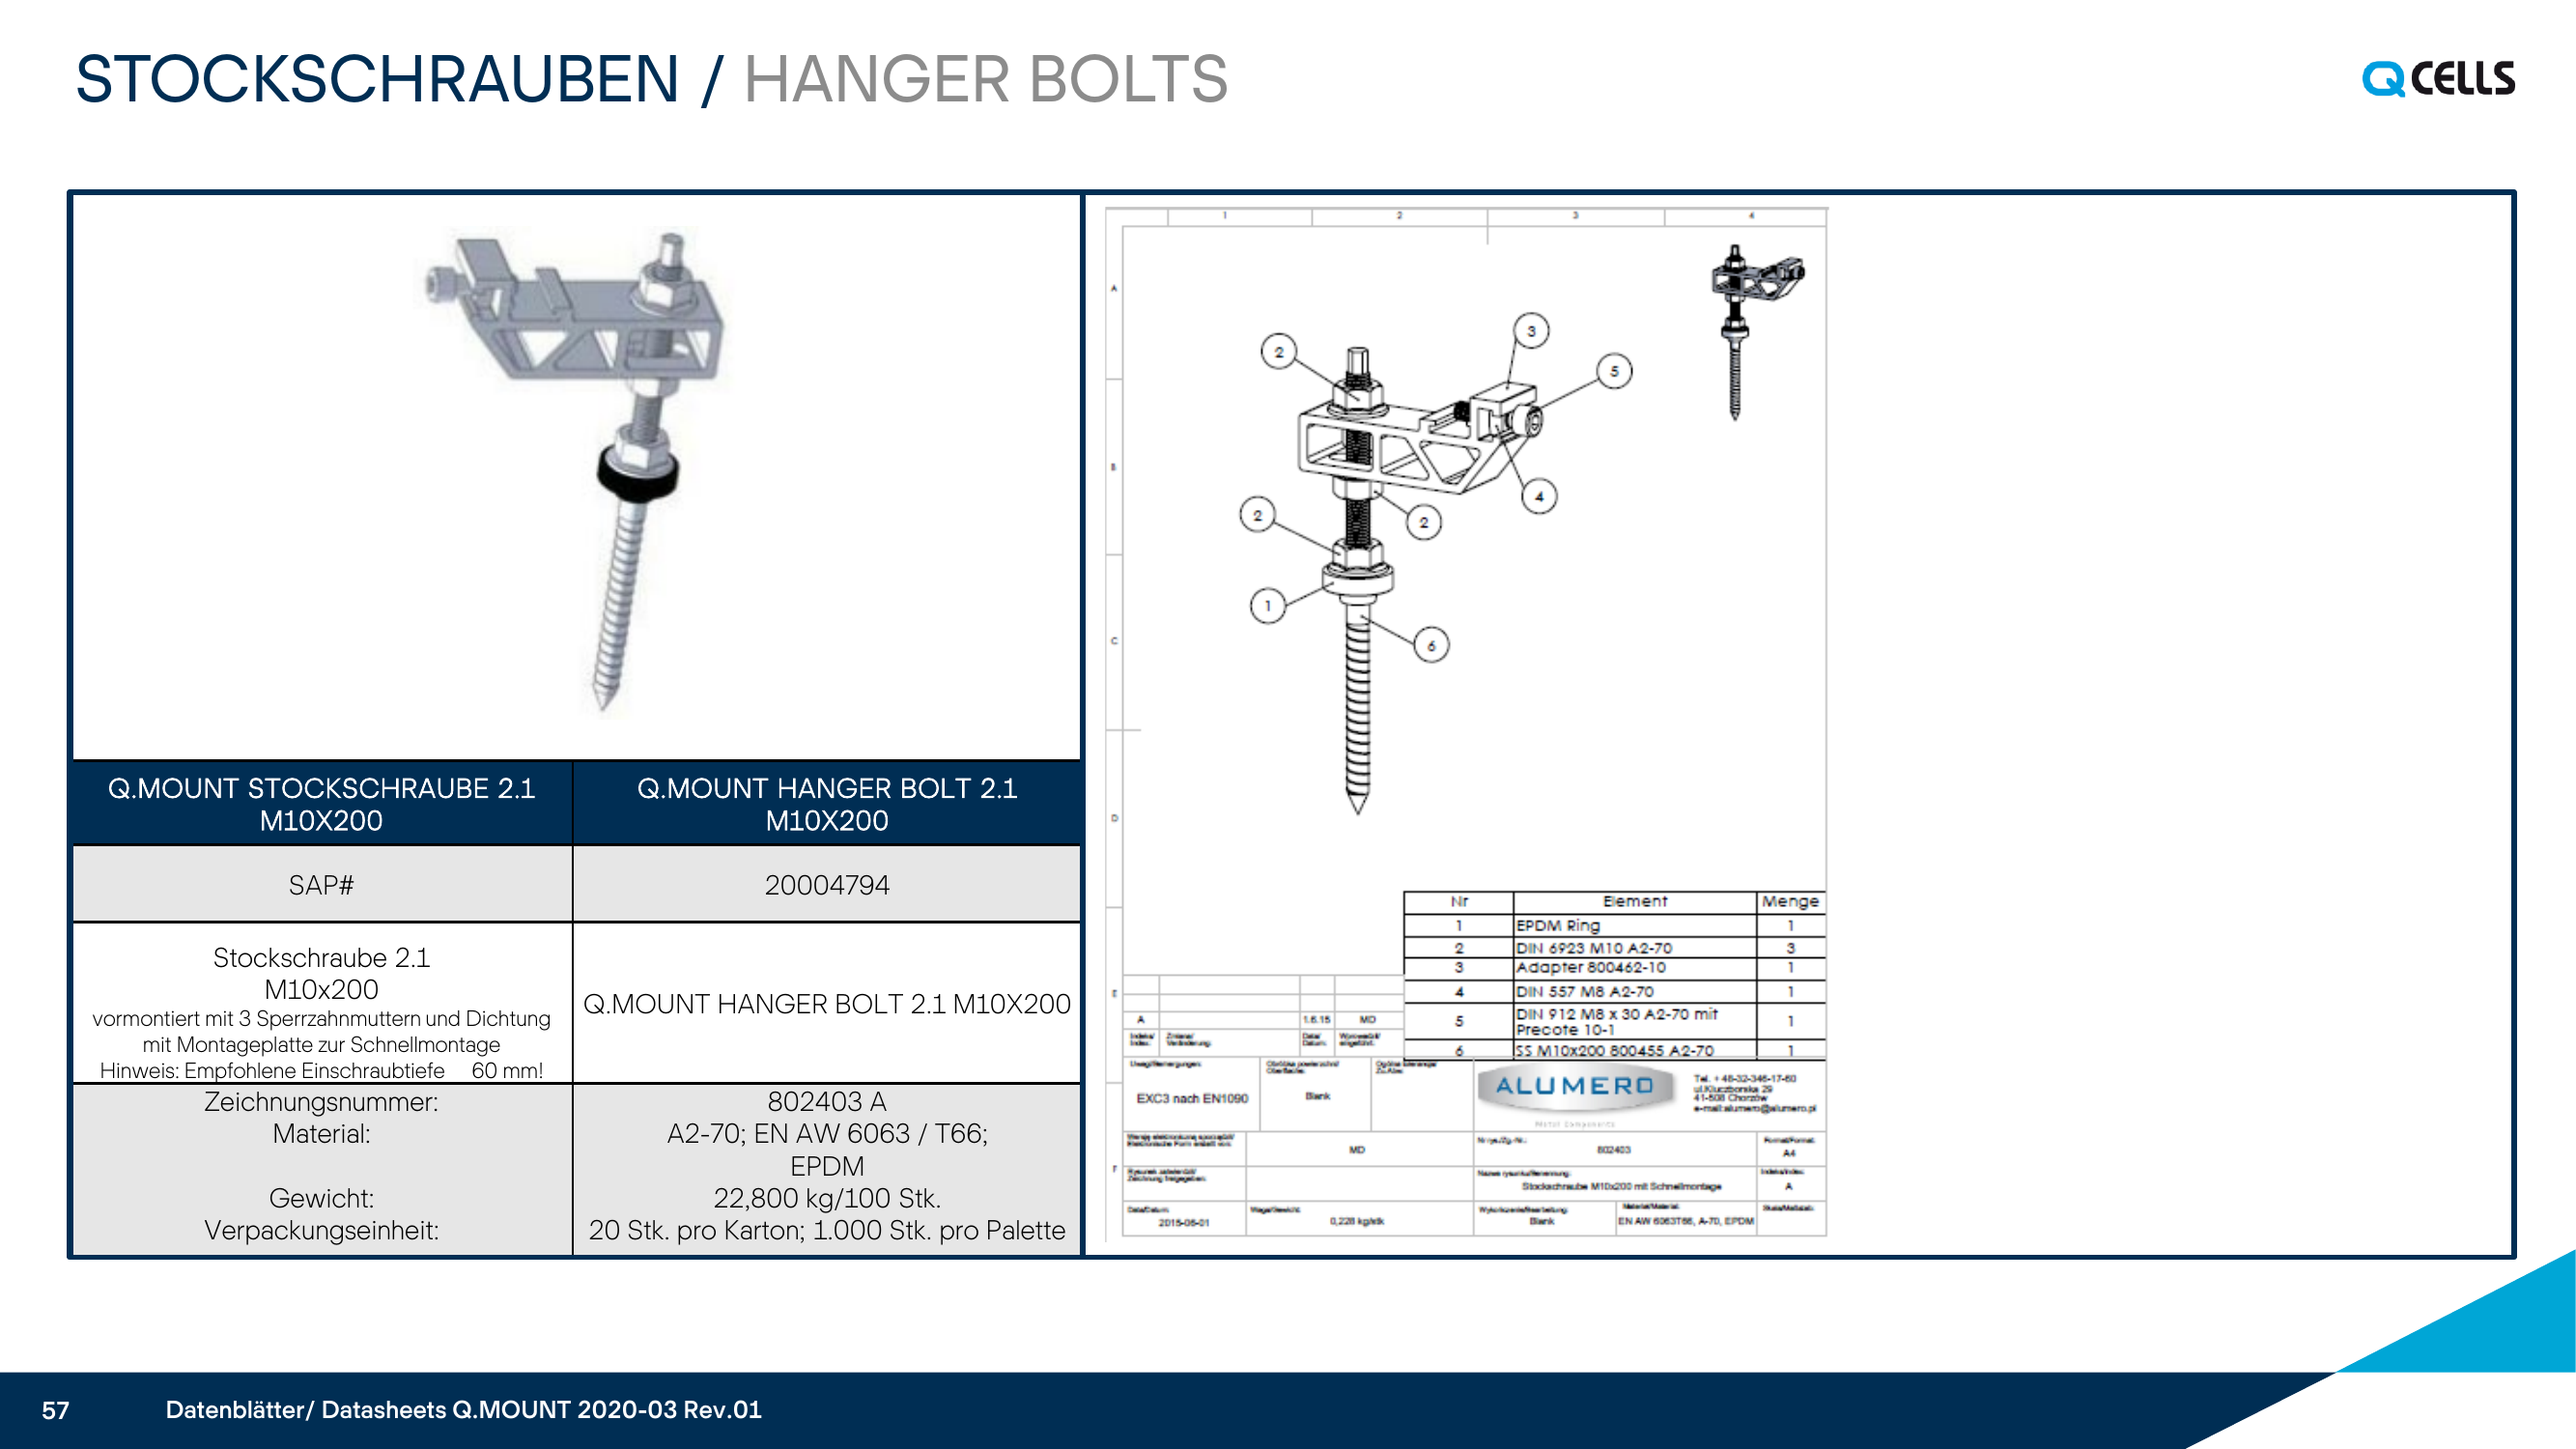 STOCKSCHRAUBEN / HANGER BOLTS
Q CELLS
Q.MOUNT STOCKSCHRAUBE 2.1
M10X200
Q.MOUNT HANGER BOLT 2.1
M10X200
SAP#
20004794
Stockschraube 2.1
M10x200
vormontiert mit 3 Sperrzahnmuttern und Dichtung
mit Montageplatte zur Schnellmontage
Hinweis: Empfohlene Einschraubtiefe 60 mm!
Q.MOUNT HANGER BOLT 2.1 M10X200
Zeichnungsnummer:
802403 A
Material:
A2-70; EN AW 6063 / T66;
EPDM
Gewicht:
22,800 kg/100 Stk.
Verpackungseinheit:
20 Stk. pro Karton; 1.000 Stk. pro Palette
1 2 3 4
A
B
C
D
E
F
2
3
5
4
2
2
1
6
Nr Element Menge
1 EPDM Ring 1
2 DIN 6923 M10 A2-70 3
3 Adapter 800462-10 1
4 DIN 557 M8 A2-70 1
5 DIN 912 M8 x 30 A2-70 mit
Precote 10-1 1
6 SS M10x200 800455 A2-70 1
A 1.6.15 MD
EXC3 nach EN1090
Blank
ALUMERO
Metal Components
Tel. + 48-32-346-17-60
ul.Kluczborska 29
41-508 Chorzów
e-mail:alumero@alumero.pl
MD
802403
Format/Format:
A4
Stockschraube M10x200 mit Schnellmontage
A
2015-06-01
0,228 kg/stk
Blank
EN AW 6063T66, A-70, EPDM
57
Datenblätter/ Datasheets Q.MOUNT 2020-03 Rev.01